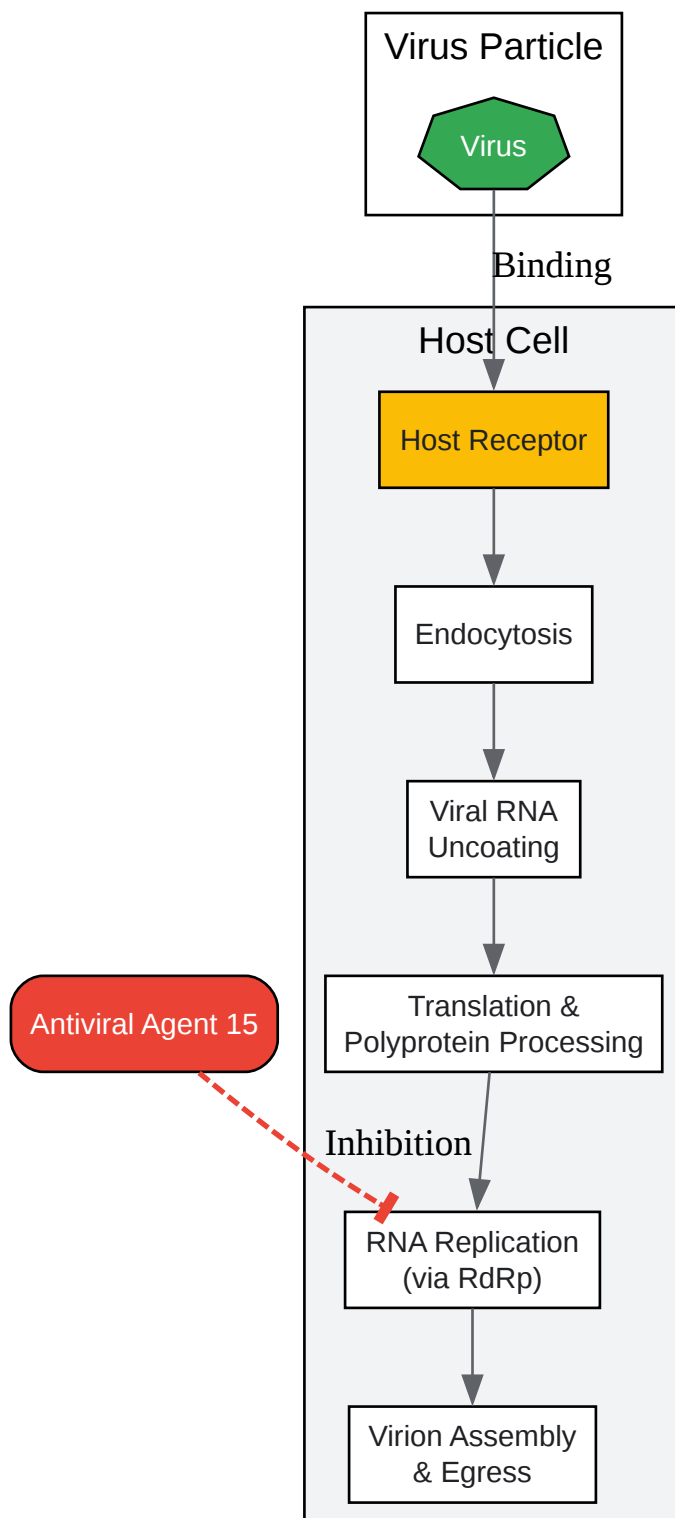 Virus Particle
Virus
Binding
Host Cell
Host Receptor
Endocytosis
Viral RNA
Uncoating
Antiviral Agent 15
Translation &
Polyprotein Processing
Inhibition
RNA Replication
(via RdRp)
Virion Assembly
& Egress